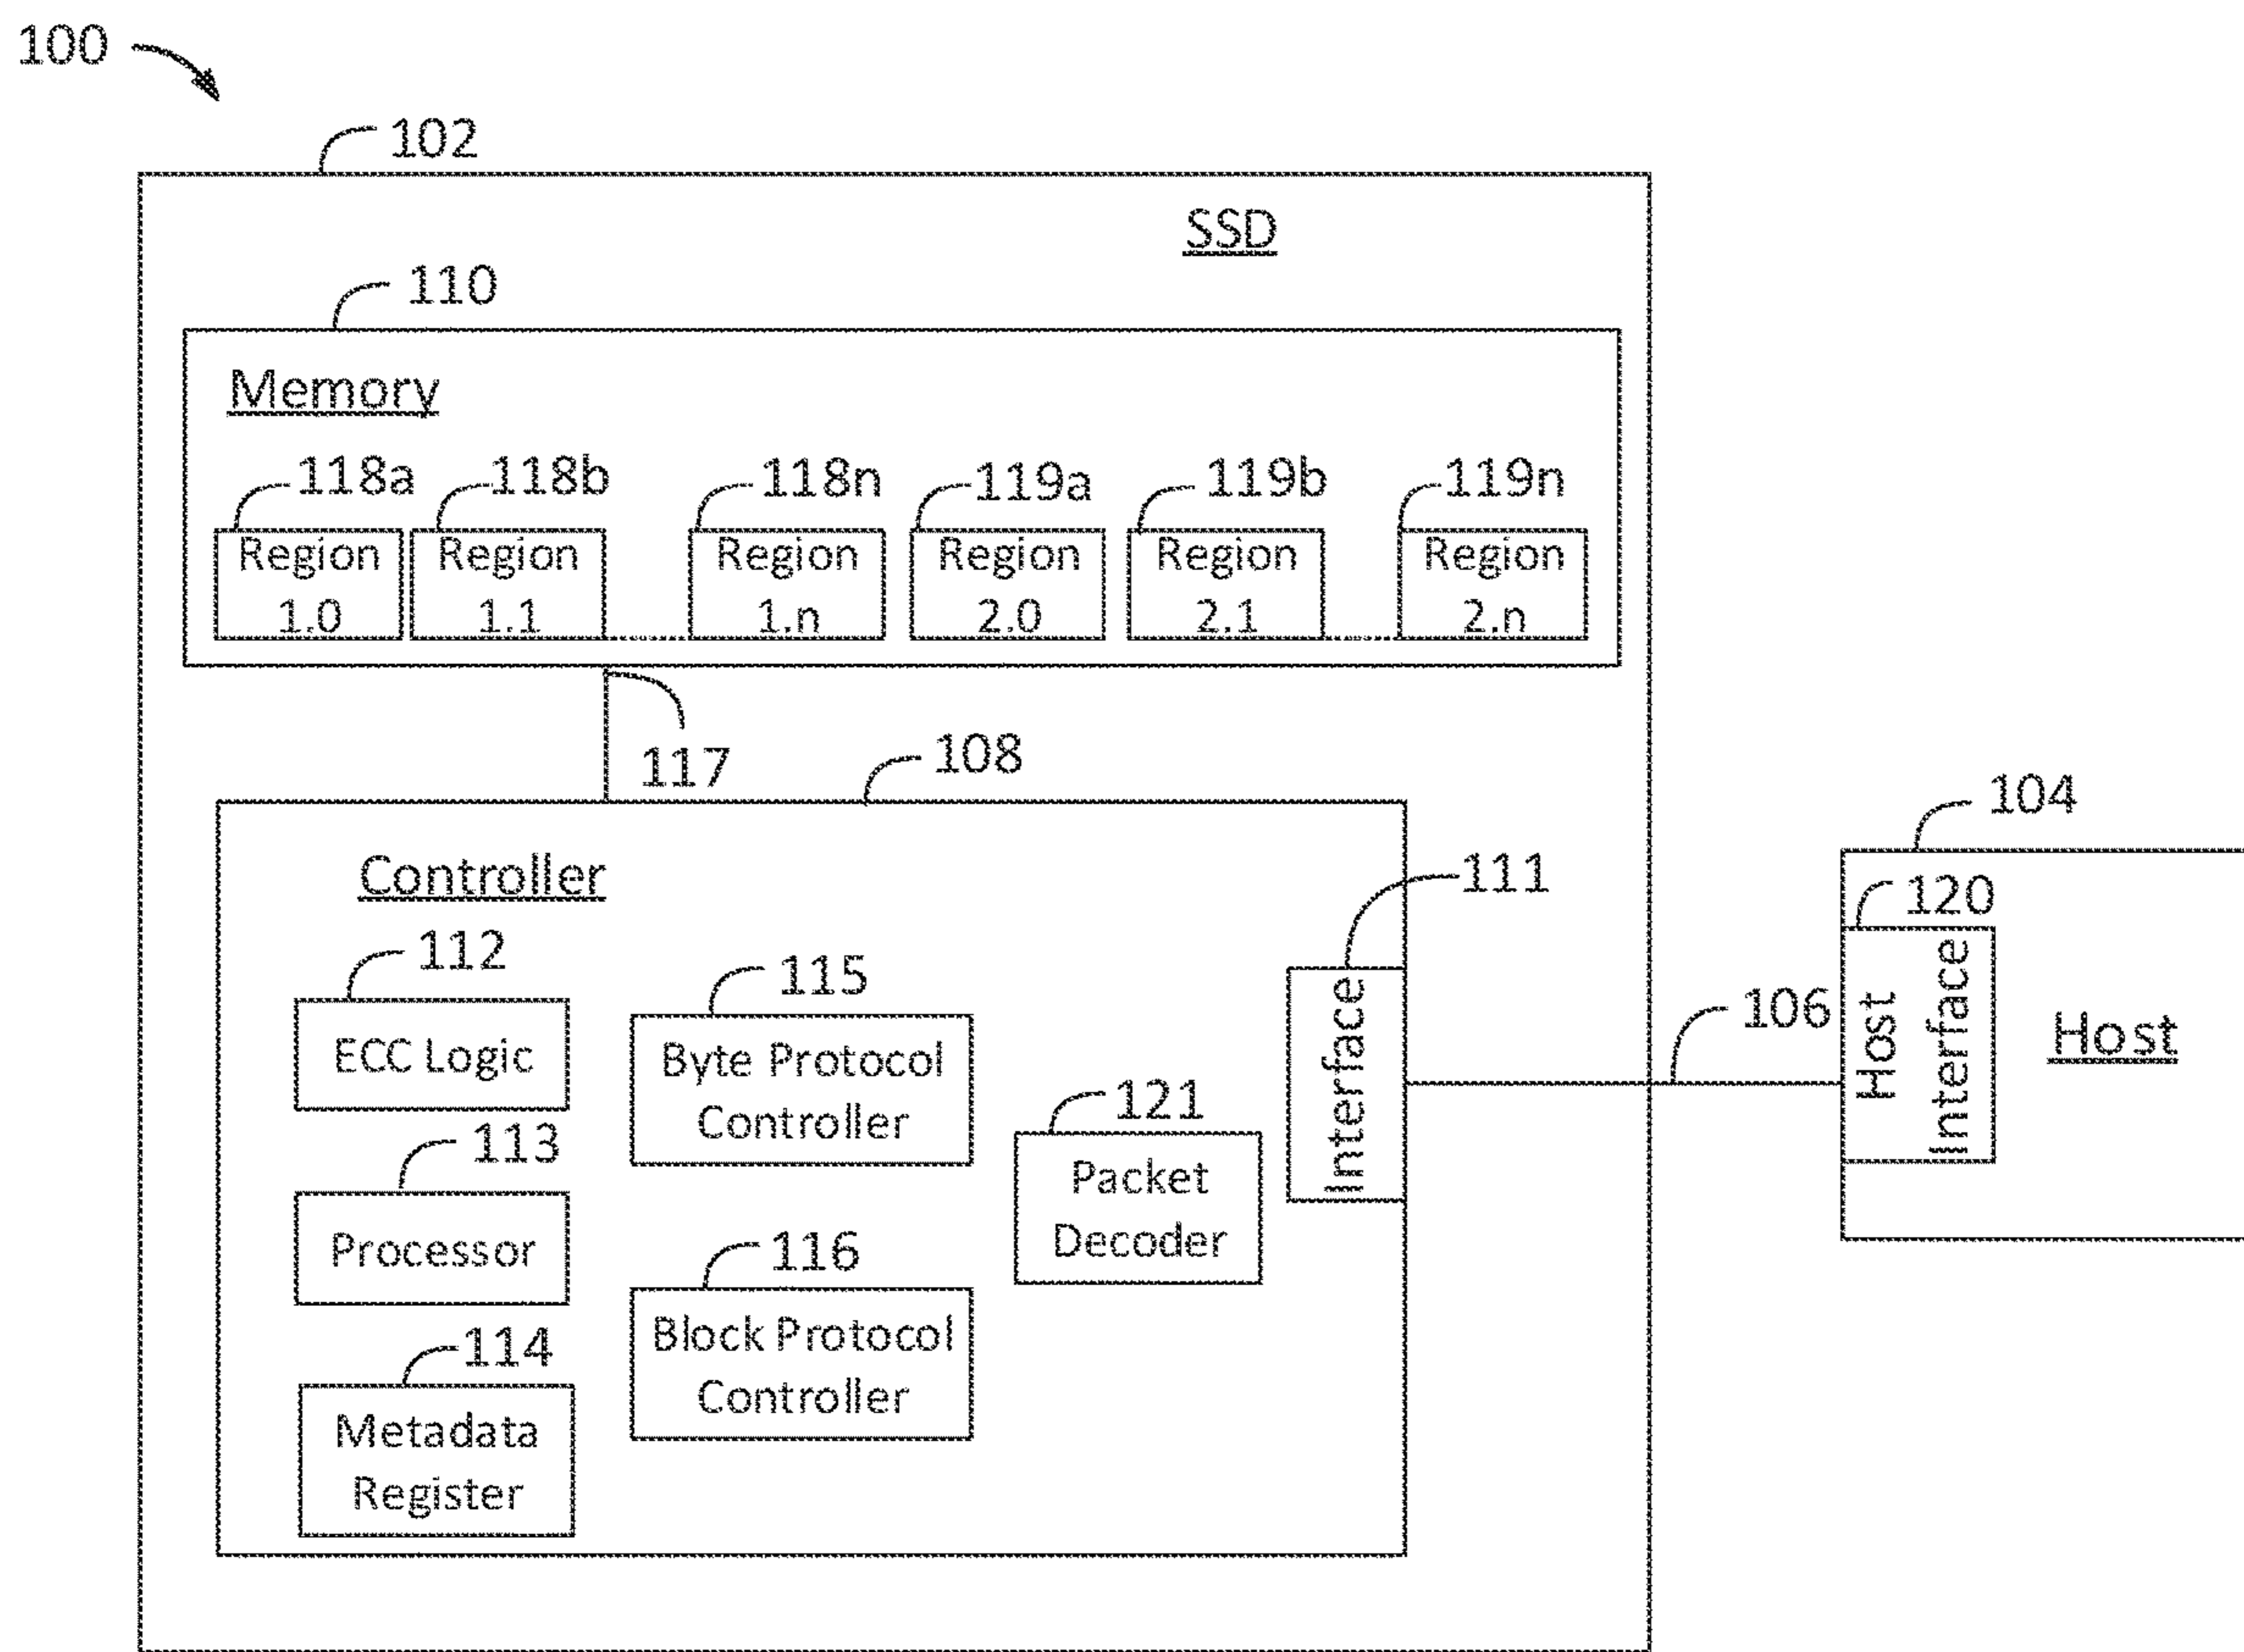 100
102
SSD
110
Memory
118a
118b
118n
119a
119b
119n
Region
1.0
Region
1.1
Region
1.n
Region
2.0
Region
2.1
Region
2.n
117
108
104
Controller
111
120
112
115
106
Host
Interface
Host
Interface
ECC Logic
Byte Protocol
Controller
121
113
Packet
Decoder
Processor
116
Block Protocol
Controller
114
Metadata
Register